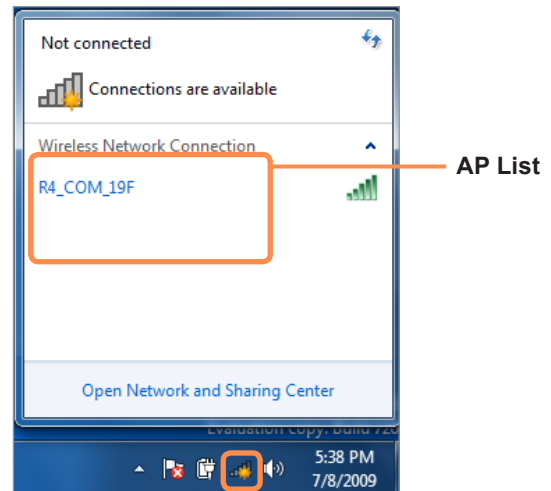 Not connected
Connections are available
Wireless Network Connection
AP List
R4_COM_19F
Open Network and Sharing Center
Evaluation copy. Build
5:38 PM
7/8/2009